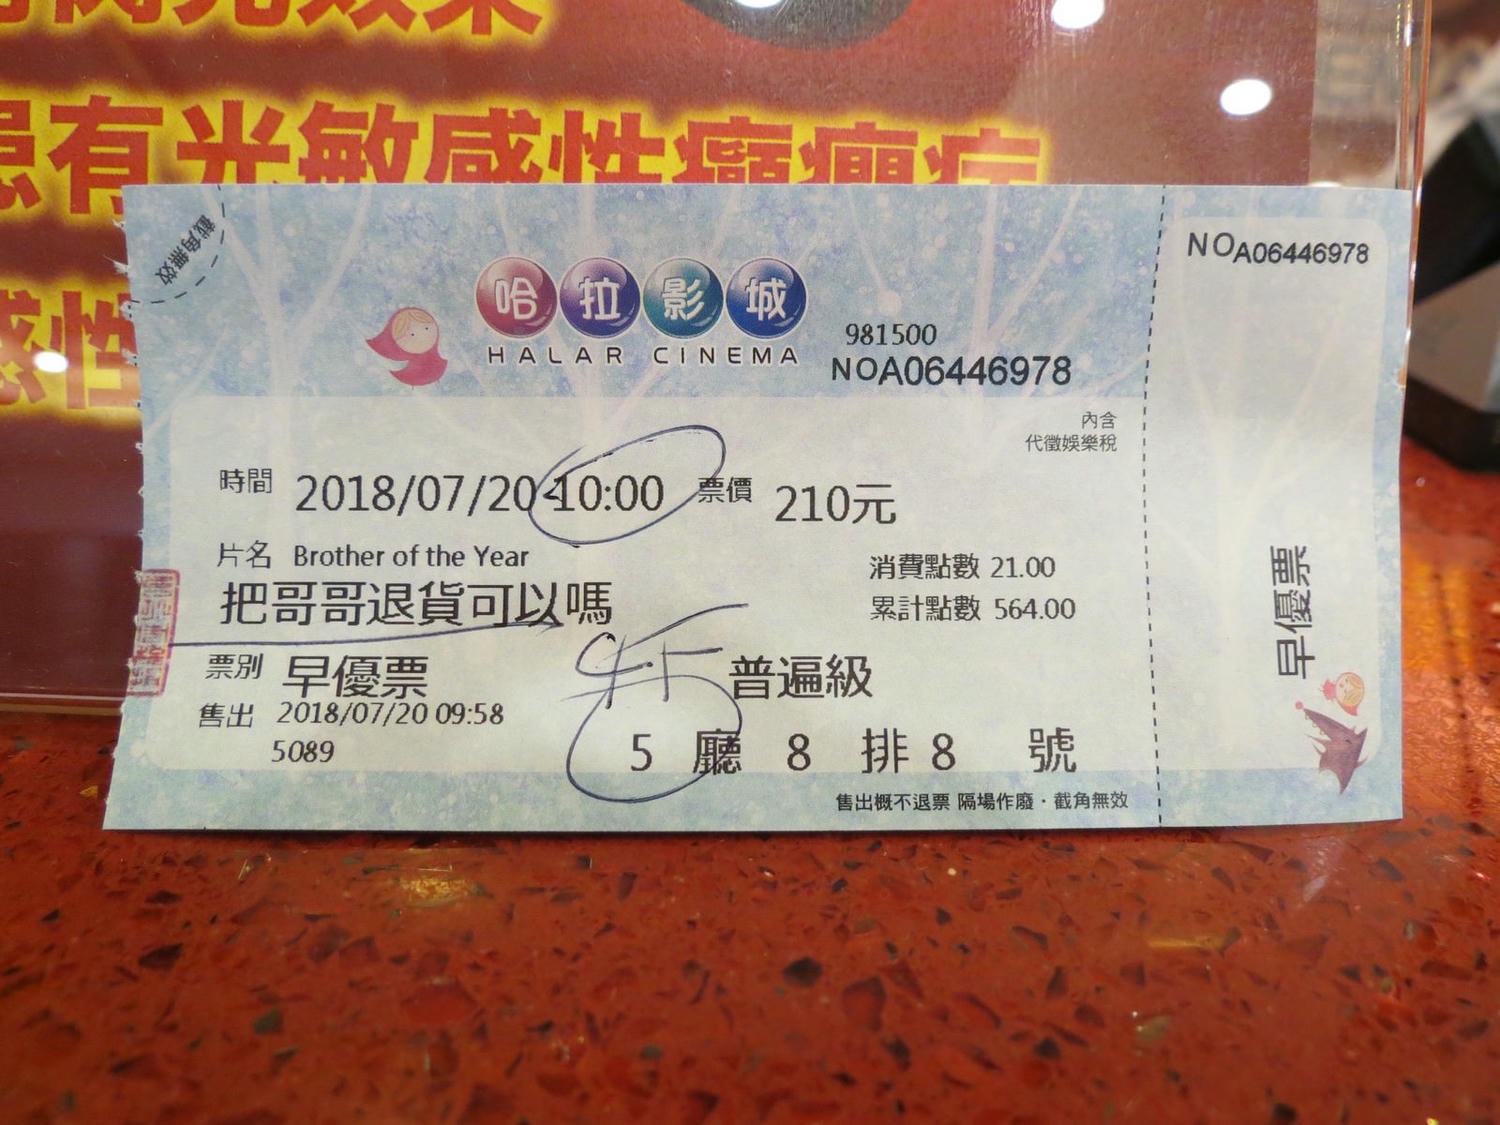 患有光敏感性癲癇症
感性
截角無效
哈拉影城
HALAR CINEMA
981500
NOA06446978
NOA06446978
內含
代徵娛樂稅
時間 2018/07/20 10:00 票價 210元
片名 Brother of the Year
把哥哥退貨可以嗎
消費點數 21.00
累計點數 564.00
票別 早優票 普遍級
售出 2018/07/20 09:58
5089
5 廳 8 排 8 號
售出概不退票 隔場作廢・截角無效
早優票